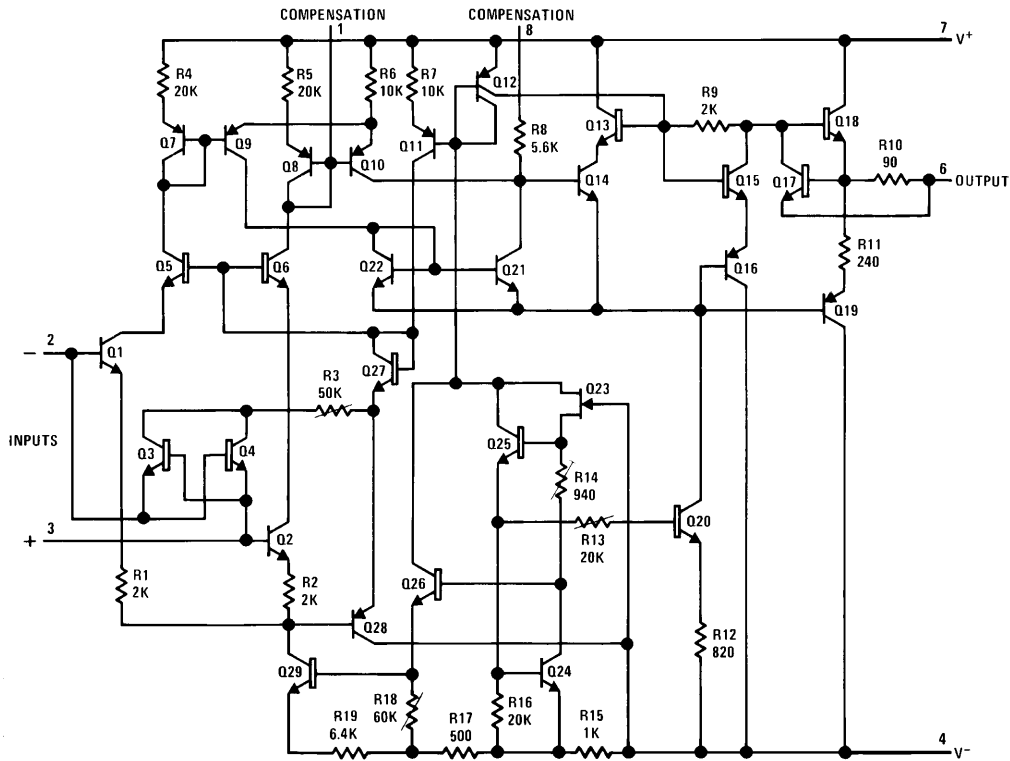 COMPENSATION
1
COMPENSATION
8
7
V+
R4
20K
R5
20K
R6
10K
R7
10K
Q12
R9
2K
Q18
R8
5.6K
Q13
Q7
Q9
Q8
Q10
Q11
Q14
Q15
Q17
R10
90
6
OUTPUT
R11
240
Q5
Q6
Q22
Q21
Q16
Q19
2
−
Q1
Q27
R3
50K
Q23
INPUTS
Q3
Q4
Q25
R14
940
R13
20K
Q20
3
+
Q2
R1
2K
R2
2K
Q26
Q28
R12
820
Q29
Q24
R18
60K
R16
20K
R19
6.4K
R17
500
R15
1K
4
V−